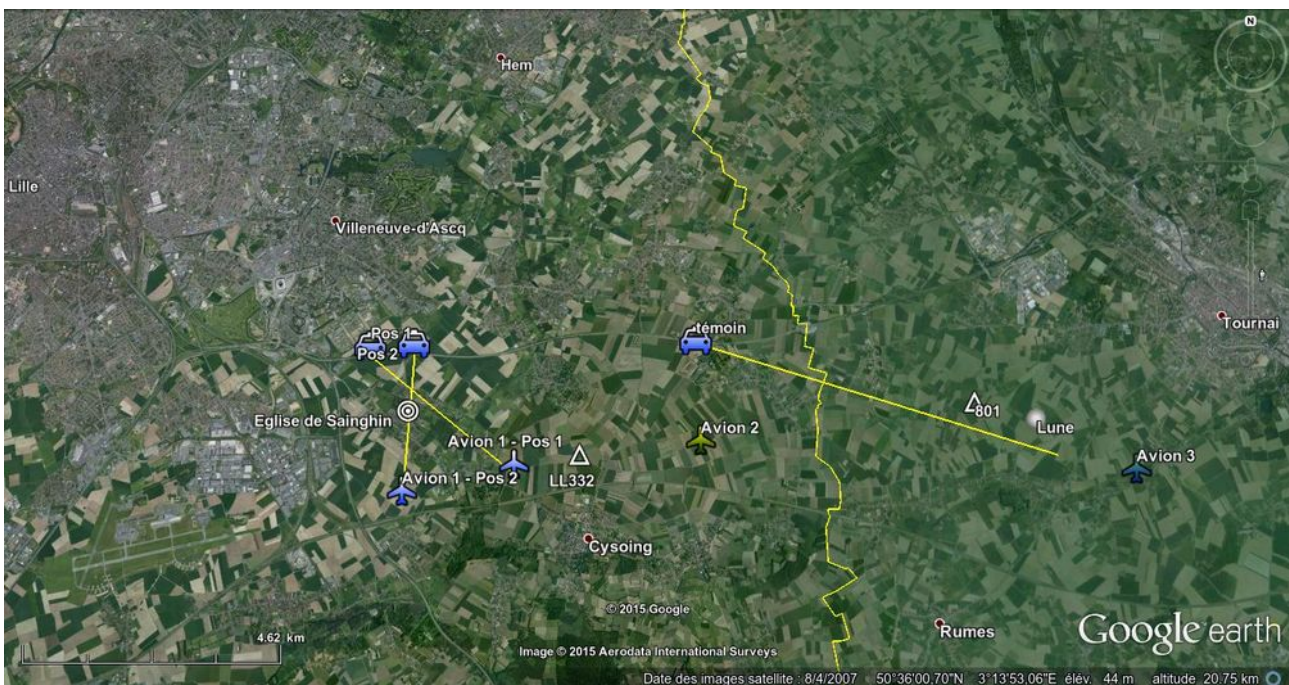 N
Hem
Lille
Villeneuve-d'Ascq
Tournai
témoin
Pos 1
Pos 2
801
Eglise de Sainghin
Lune
Avion 2
Avion 1 - Pos 1
Avion 3
Avion 1 - Pos 2
LL332
Cysoing
© 2015 Google
Rumes
Google earth
4.62 km
Image © 2015 Aerodata International Surveys
Date des images satellite : 8/4/2007 50°36'00,70"N 3°13'53,06"E élév. 44 m altitude 20.75 km